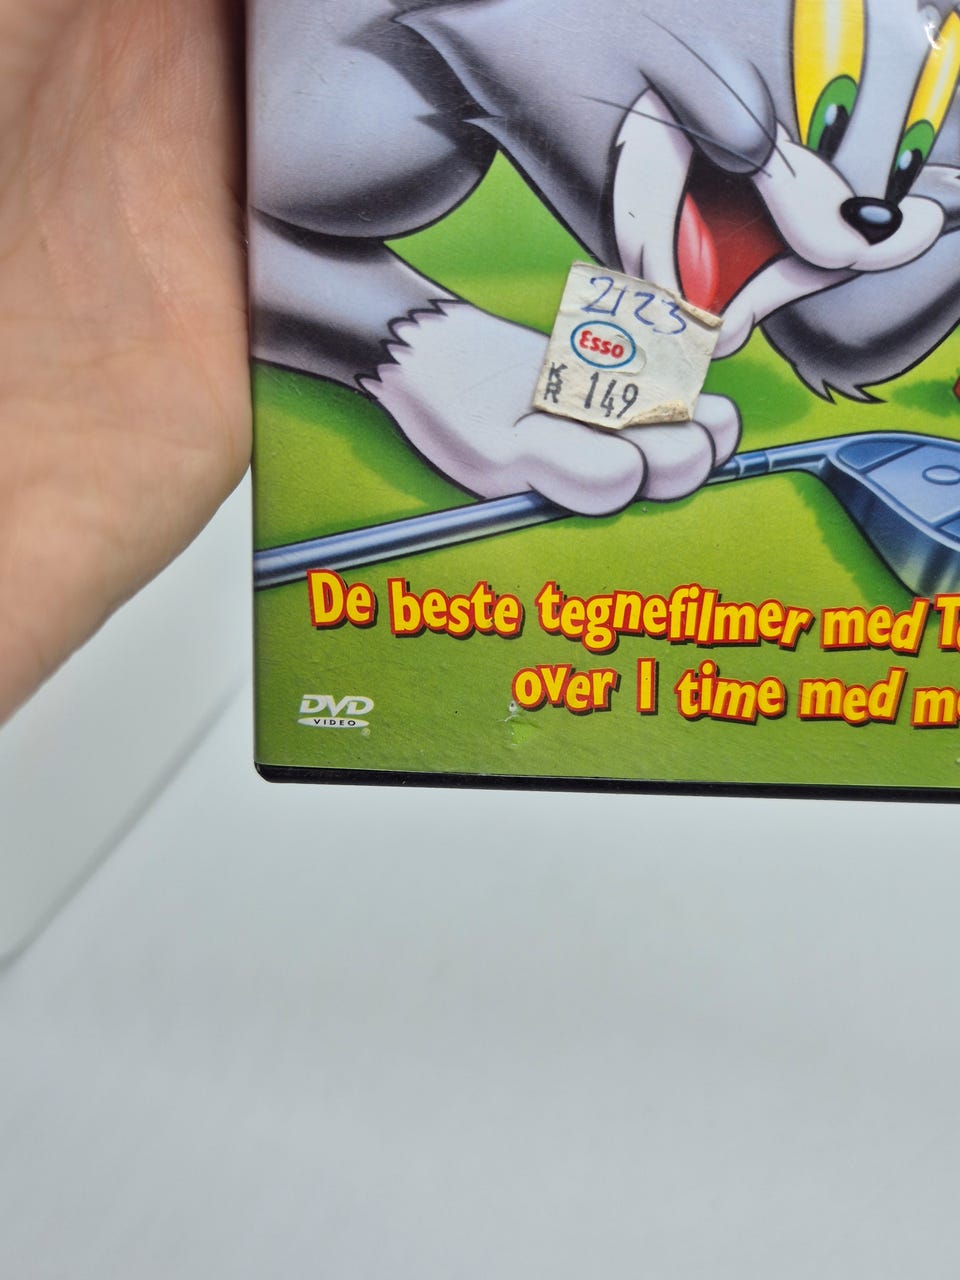 2123
Esso
KR 149
De beste tegnefilmer med
over 1 time med
DVD
VIDEO